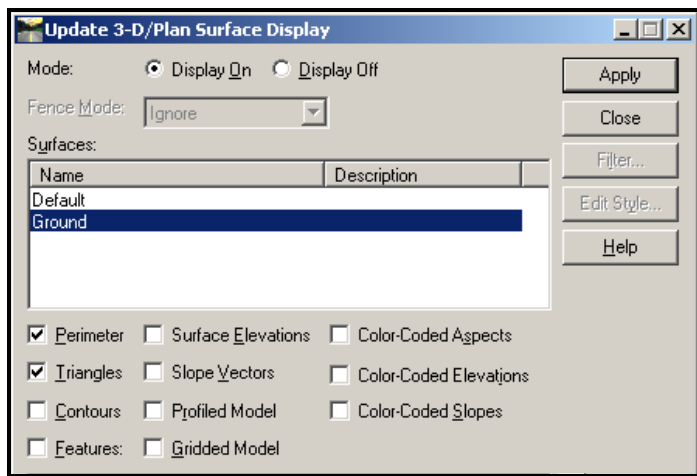 Update 3-D/Plan Surface Display
Mode: Display On Display Off
Apply
Fence Mode: Ignore
Close
Surfaces:
Filter...
Name Description
Default
Edit Style...
Ground
Help
Perimeter Surface Elevations Color-Coded Aspects
Triangles Slope Vectors Color-Coded Elevations
Contours Profiled Model Color-Coded Slopes
Features: Gridded Model